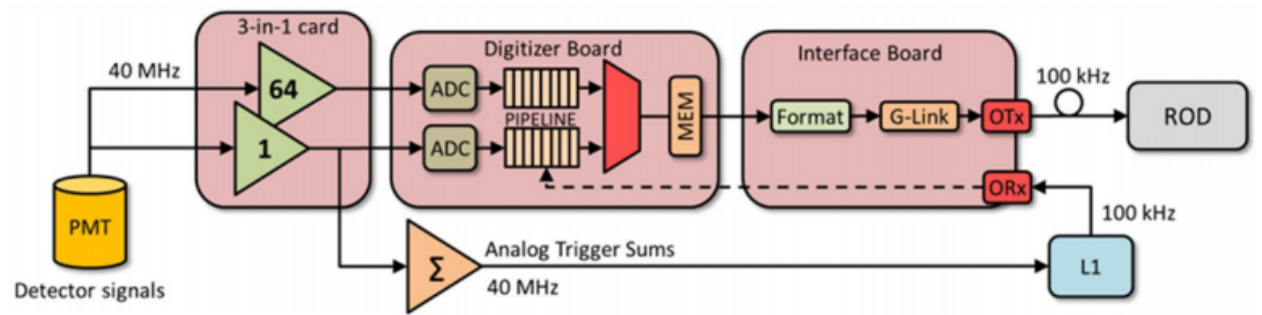 3-in-1 card
Digitizer Board
Interface Board
40 MHz
64
ADC
PIPELINE
MEM
Format
G-Link
OTx
100 kHz
ROD
1
ADC
ORx
100 kHz
PMT
Detector signals
Σ
Analog Trigger Sums
40 MHz
L1